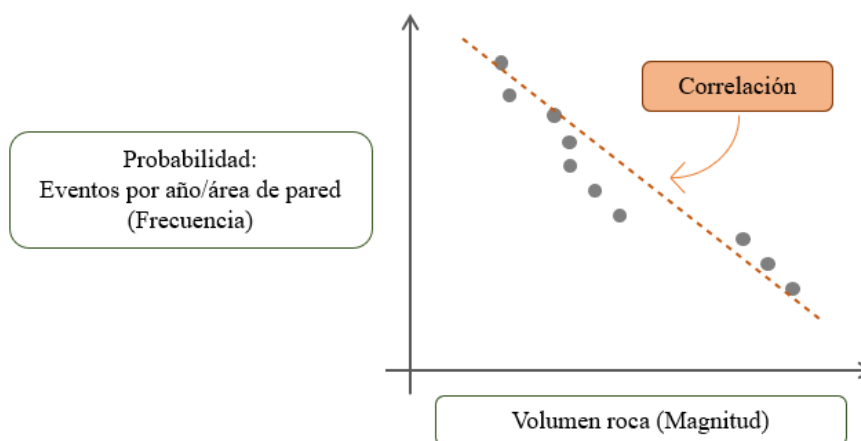 Correlación
Probabilidad:
Eventos por año/área de pared
(Frecuencia)
Volumen roca (Magnitud)